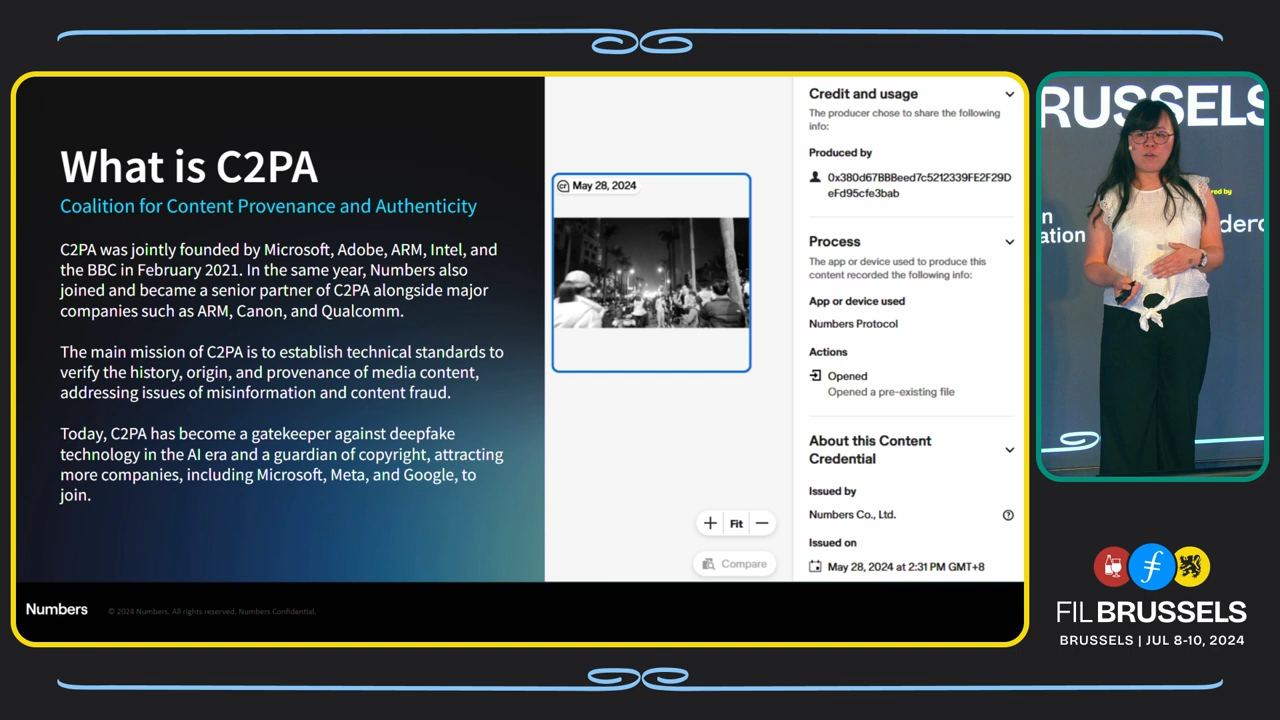 What is C2PA
Coalition for Content Provenance and Authenticity
C2PA was jointly founded by Microsoft, Adobe, ARM, Intel, and
the BBC in February 2021. In the same year, Numbers also
joined and became a senior partner of C2PA alongside major
companies such as ARM, Canon, and Qualcomm.
The main mission of C2PA is to establish technical standards to
verify the history, origin, and provenance of media content,
addressing issues of misinformation and content fraud.
Today, C2PA has become a gatekeeper against deepfake
technology in the AI era and a guardian of copyright, attracting
more companies, including Microsoft, Meta, and Google, to
join.
cr May 28, 2024
Fit
Compare
Credit and usage
The producer chose to share the following
info:
Produced by
0x380d67BBBeed7c5212339FE2F29D
eFd95cfe3bab
Process
The app or device used to produce this
content recorded the following info:
App or device used
Numbers Protocol
Actions
Opened
Opened a pre-existing file
About this Content
Credential
Issued by
Numbers Co., Ltd.
Issued on
May 28, 2024 at 2:31 PM GMT+8
Numbers
© 2024 Numbers. All rights reserved, Numbers Confidential.
RUSSELS
ed by
n
ation
derc
FIL BRUSSELS
BRUSSELS | JUL 8-10, 2024